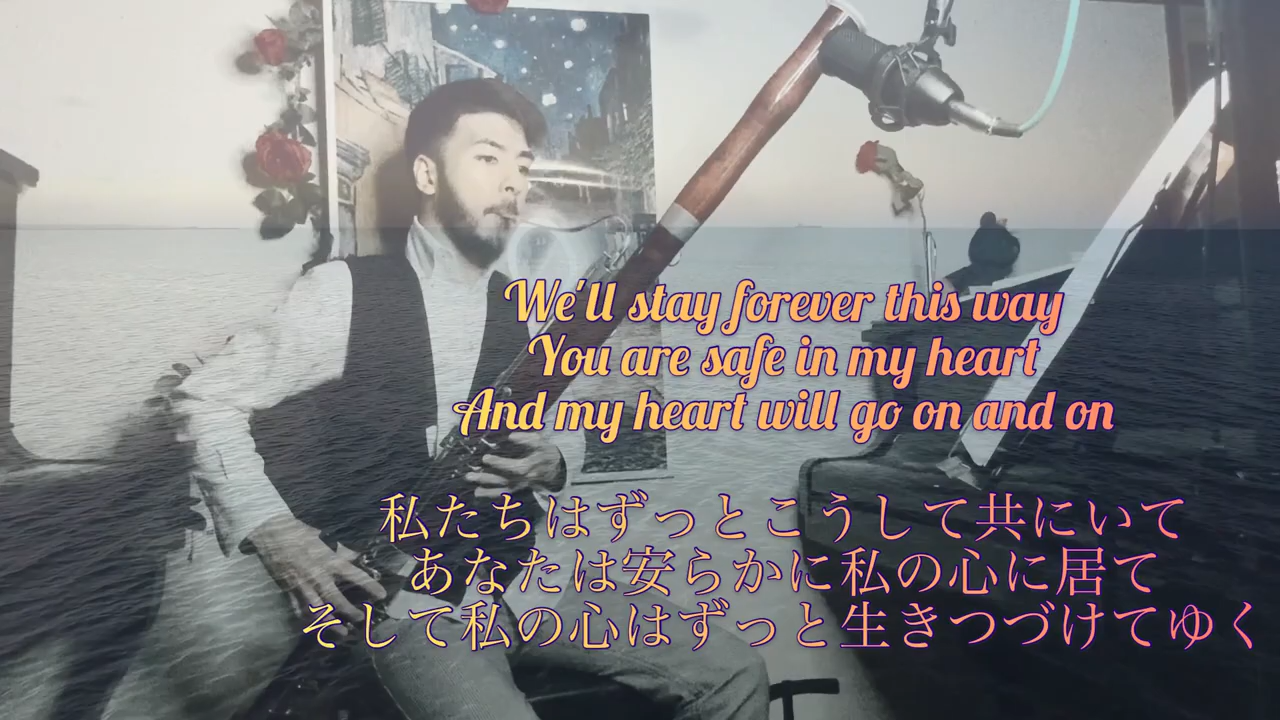 We'll stay forever this way
You are safe in my heart
And my heart will go on and on
私たちはずっとこうして共にいて
あなたは安らかに私の心に居て
そして私の心はずっと生きつづけてゆく